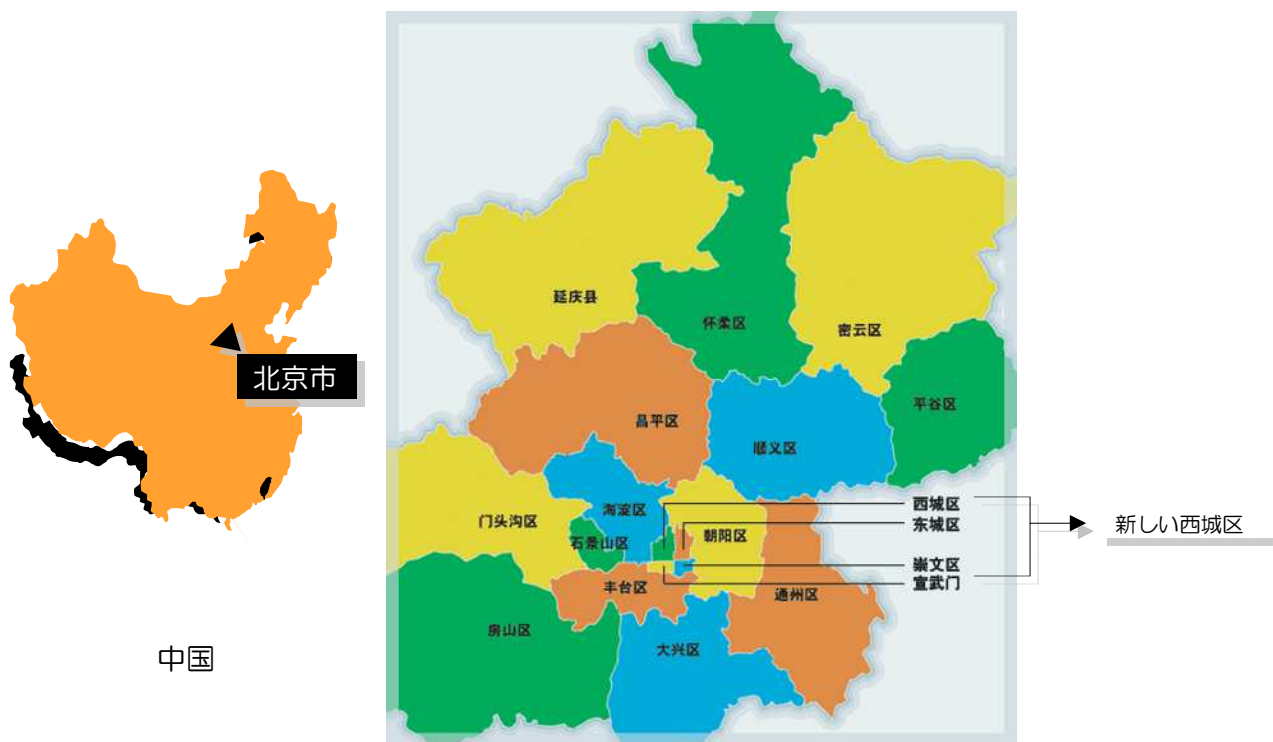 北京市
中国
延庆县
怀柔区
密云区
平谷区
昌平区
顺义区
海淀区
门头沟区
石景山区
朝阳区
西城区
东城区
崇文区
宣武门
丰台区
通州区
房山区
大兴区
新しい西城区